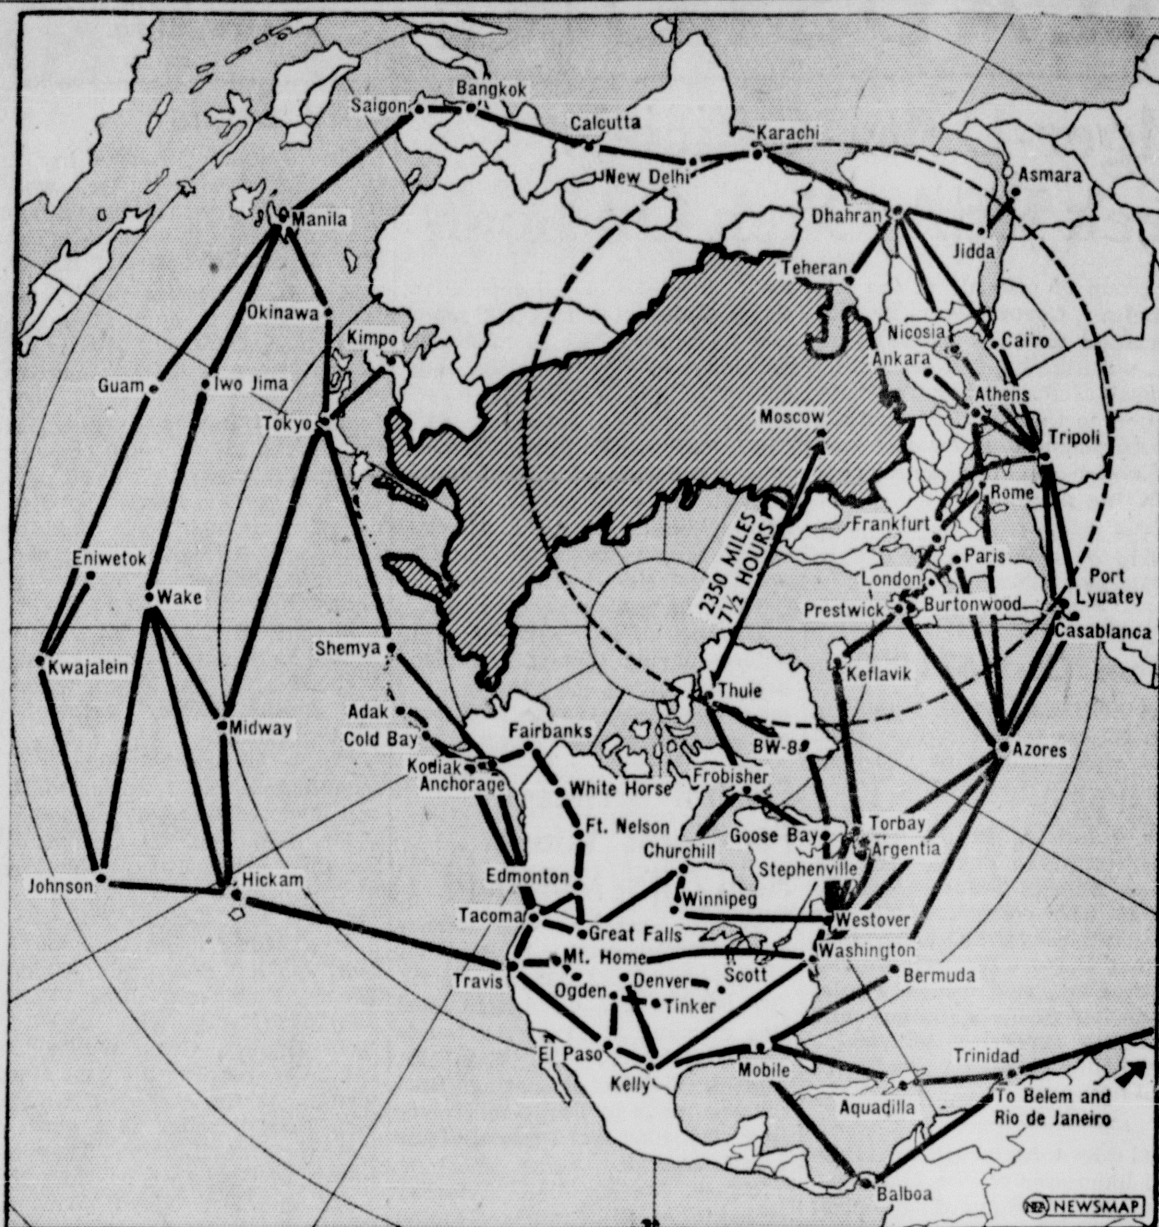 Bangkok
Saigon
Calcutta
Karachi
New Delhi
Asmara
Dhahran
Manila
Jidda
Teheran
Okinawa
Kimpo
Nicosia
Cairo
Ankara
Guam
Iwo Jima
Athens
Tokyo
Moscow
Tripoli
Rome
Frankfurt
2350 MILES
7½ HOURS
Paris
Eniwetok
London
Port
Lyuatey
Wake
Prestwick
Burtonwood
Casablanca
Shemya
Kwajalein
Keflavik
Thule
Adak
Midway
Fairbanks
Cold Bay
BW-8
Azores
Kodiak
Anchorage
Frobisher
White Horse
Torbay
Ft. Nelson
Goose Bay
Argentia
Churchill
Stephenville
Edmonton
Johnson
Hickam
Winnipeg
Tacoma
Westover
Great Falls
Washington
Mt. Home
Travis
Denver
Scott
Bermuda
Ogden
Tinker
El Paso
Trinidad
Kelly
Mobile
Aquadilla
To Belem and
Rio de Janeiro
Balboa
NEA NEWSMAP